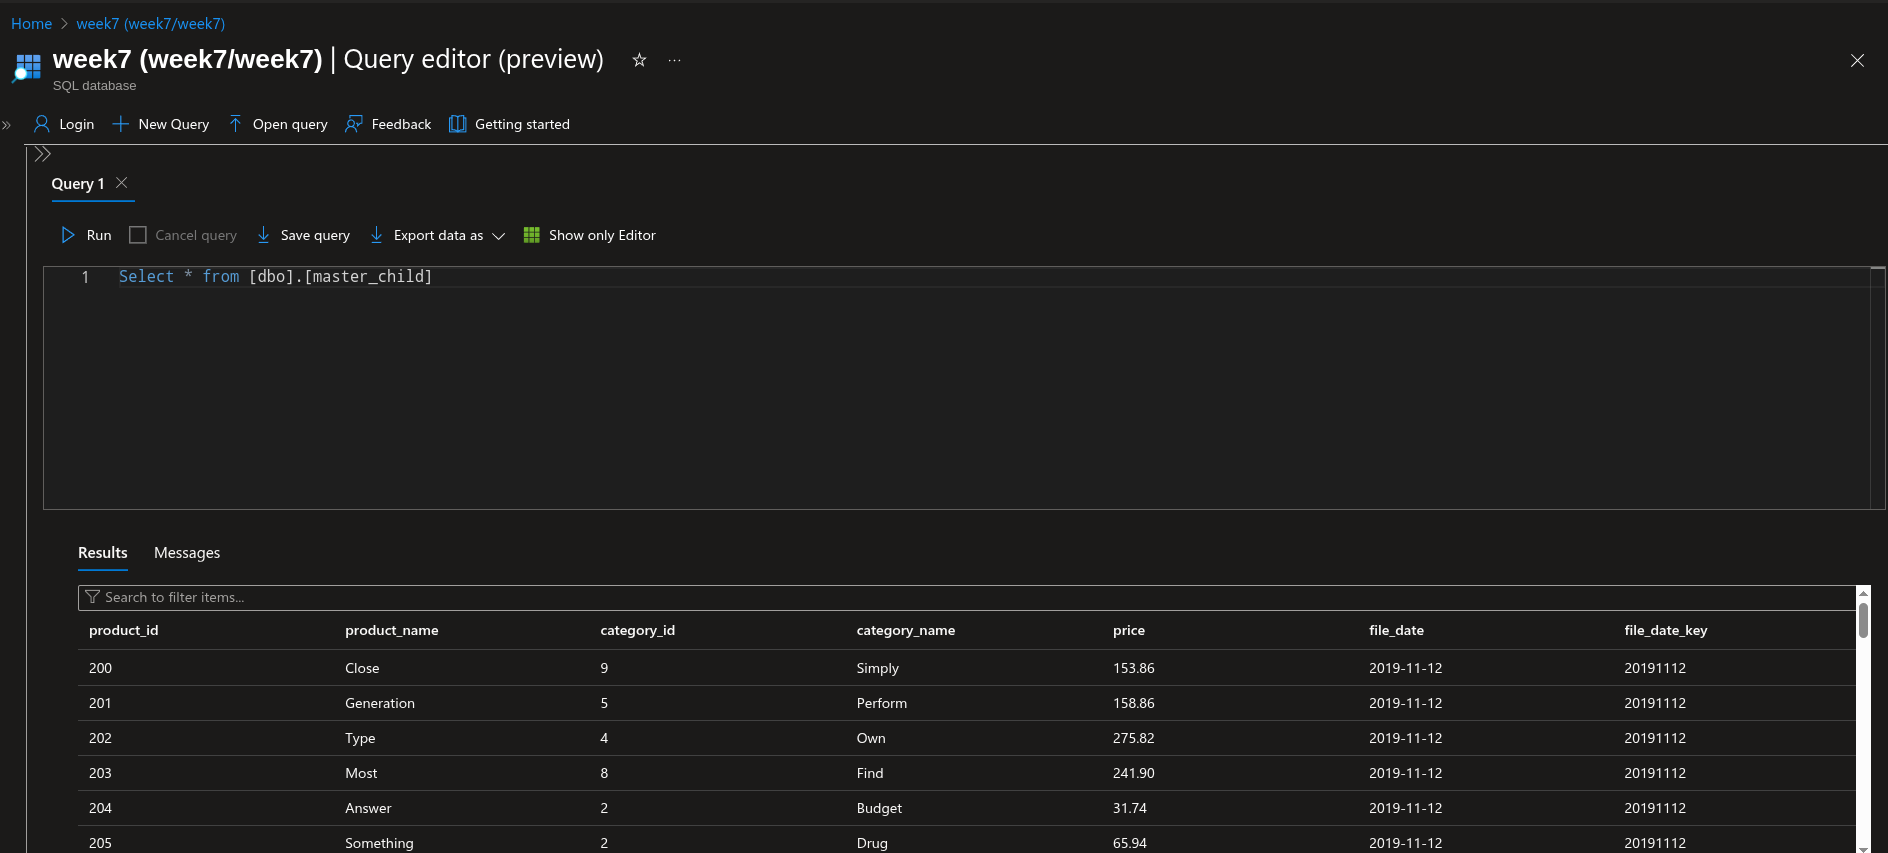 Home > week7 (week7/week7)
week7 (week7/week7) | Query editor (preview) ☆ ...
SQL database
» Login New Query Open query Feedback Getting started
Query 1
Run Cancel query Save query Export data as Show only Editor
1 Select * from [dbo].[master_child]
Results Messages
Search to filter items...
product_id product_name category_id category_name price file_date file_date_key
200 Close 9 Simply 153.86 2019-11-12 20191112
201 Generation 5 Perform 158.86 2019-11-12 20191112
202 Type 4 Own 275.82 2019-11-12 20191112
203 Most 8 Find 241.90 2019-11-12 20191112
204 Answer 2 Budget 31.74 2019-11-12 20191112
205 Something 2 Drug 65.94 2019-11-12 20191112